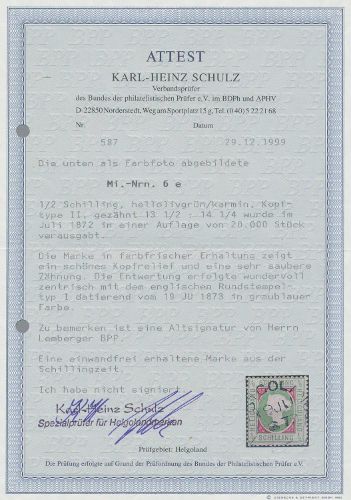 ATTEST
KARL-HEINZ SCHULZ
Verbandsprüfer
des Bundes der philatelistischen Prüfer e.V. im BDPh und APHV
D-22850 Norderstedt, Weg am Sportplatz 15 g, Tel. (0 40) 5 22 21 68
Nr. Datum
587 29.12.1999
Die unten als Farbfoto abgebildete
Mi.-Nrn. 6 e
1/2 Schilling, hellolivgrün/karmin, Kopf-
type II, gezähnt 13 1/2 : 14 1/4 wurde im
Juli 1872 in einer Auflage von 20.000 Stück
verausgabt.
Die Marke in farbfrischer Erhaltung zeigt
ein schönes Kopfrelief und eine sehr saubere
Zähnung. Die Entwertung erfolgte wundervoll
zentrisch mit dem englischen Rundstempel-
typ I datierend vom 19 JU 1873 in graublauer
Farbe.
Zu bemerken ist eine Altsignatur von Herrn
Lemberger BPP.
Eine einwandfrei erhaltene Marke aus der
Schillingzeit.
Ich habe nicht signiert.
Karl-Heinz Schulz
Spezialprüfer für Helgolandmarken
SCHILLING
Prüfgebiet: Helgoland
Die Prüfung erfolgte auf Grund der Prüfordnung des Bundes der Philatelistischen Prüfer e.V.